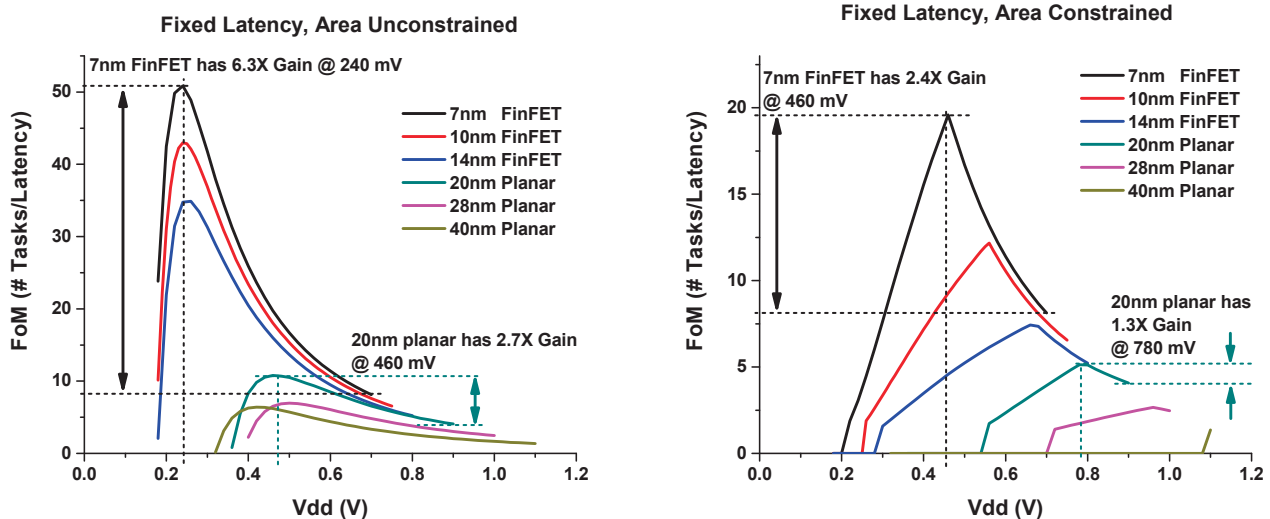 Fixed Latency, Area Unconstrained
7nm FinFET has 6.3X Gain @ 240 mV
50
40
30
20
10
0
FoM (# Tasks/Latency)
7nm FinFET
10nm FinFET
14nm FinFET
20nm Planar
28nm Planar
40nm Planar
20nm planar has 2.7X Gain
@ 460 mV
0.0 0.2 0.4 0.6 0.8 1.0 1.2
Vdd (V)
Fixed Latency, Area Constrained
7nm FinFET has 2.4X Gain
@ 460 mV
20
15
10
5
0
FoM (# Tasks/Latency)
7nm FinFET
10nm FinFET
14nm FinFET
20nm Planar
28nm Planar
40nm Planar
20nm planar has
1.3X Gain
@ 780 mV
0.0 0.2 0.4 0.6 0.8 1.0 1.2
Vdd (V)